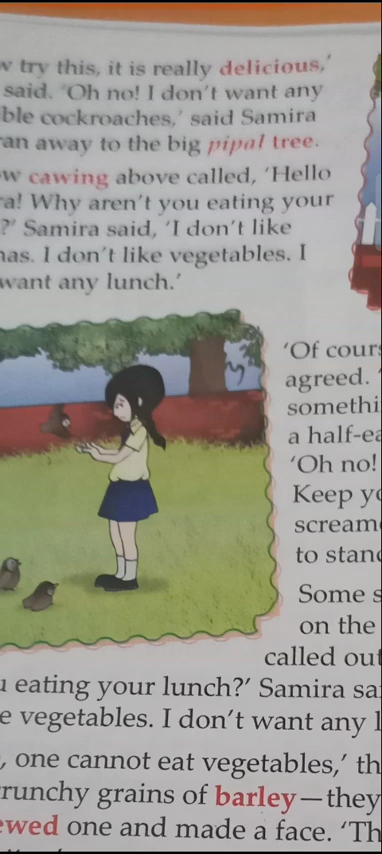 try this, it is really delicious,'
said. 'Oh no! I don't want any
ble cockroaches,' said Samira
ran away to the big pipal tree.
w cawing above called, 'Hello
ra! Why aren't you eating your
?' Samira said, 'I don't like
nas. I don't like vegetables. I
want any lunch.'
'Of cours
agreed. '
somethi
a half-ea
'Oh no!
Keep yo
scream
to stand
Some s
on the
called out
u eating your lunch?' Samira sai
e vegetables. I don't want any l
, one cannot eat vegetables,' th
runchy grains of barley—they
ewed one and made a face. 'Th